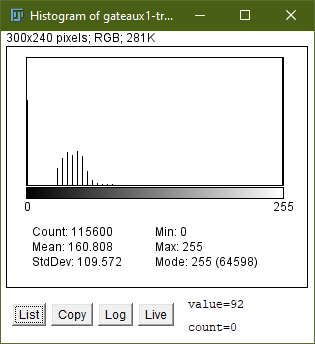 Histogram of gateaux1-tr...
300x240 pixels; RGB; 281K
0 255
Count: 115600 Min: 0
Mean: 160.808 Max: 255
StdDev: 109.572 Mode: 255 (64598)
List Copy Log Live
value=92
count=0